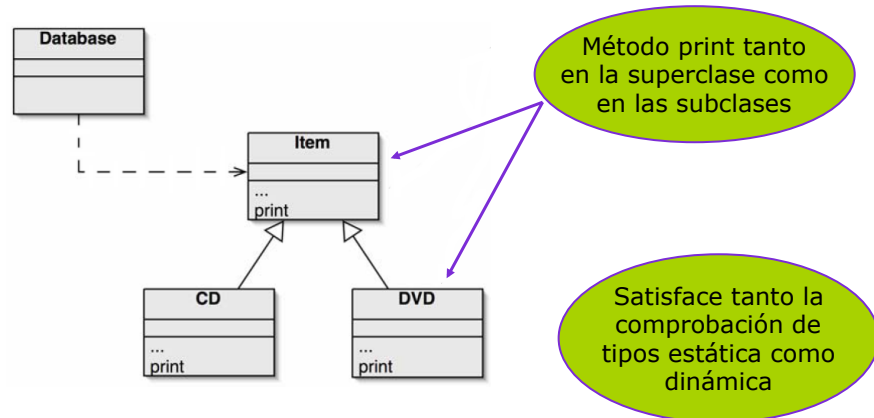 Database
Método print tanto
en la superclase como
en las subclases
Item
...
print
CD
...
print
DVD
...
print
Satisface tanto la
comprobación de
tipos estática como
dinámica